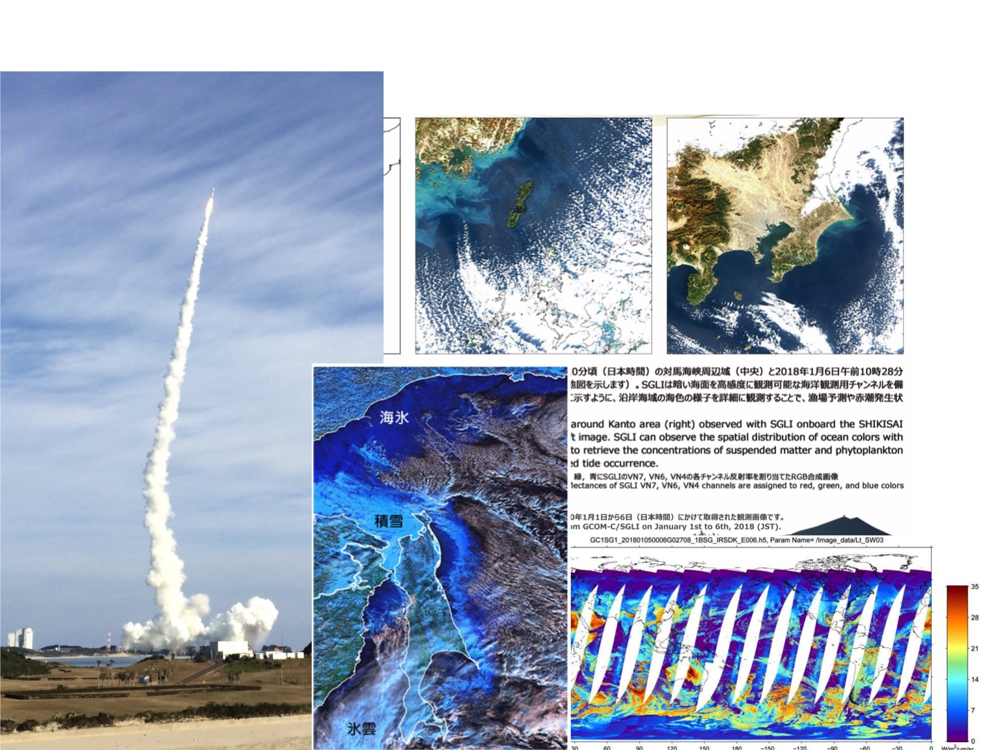 海氷
積雪
氷雲
0分頃（日本時間）の対馬海峡周辺域（中央）と2018年1月6日午前10時28分
地図を示します）。SGLIは暗い海面を高感度に観測可能な海洋観測用チャンネルを備
に示すように、沿岸海域の海色の様子を詳細に観測することで、漁場予測や赤潮発生状
around Kanto area (right) observed with SGLI onboard the SHIKISAI
ft image. SGLI can observe the spatial distribution of ocean colors with
to retrieve the concentrations of suspended matter and phytoplankton
ed tide occurrence.
緑，青にSGLIのVN7, VN6, VN4の各チャンネル反射率を割り当てたRGB合成画像
lectances of SGLI VN7, VN6, VN4 channels are assigned to red, green, and blue colors
0年1月1日から6日（日本時間）にかけて取得された観測画像です。
om GCOM-C/SGLI on January 1st to 6th, 2018 (JST).
GC1SG1_201801050006G02708_1BSG_IRSDK_E006.h5, Param Name= /Image_data/Lt_SW03
35
28
21
14
7
0
30 60 90 120 150 180 −150 −120 −90 −60 −30 0
W/m²/um/sr